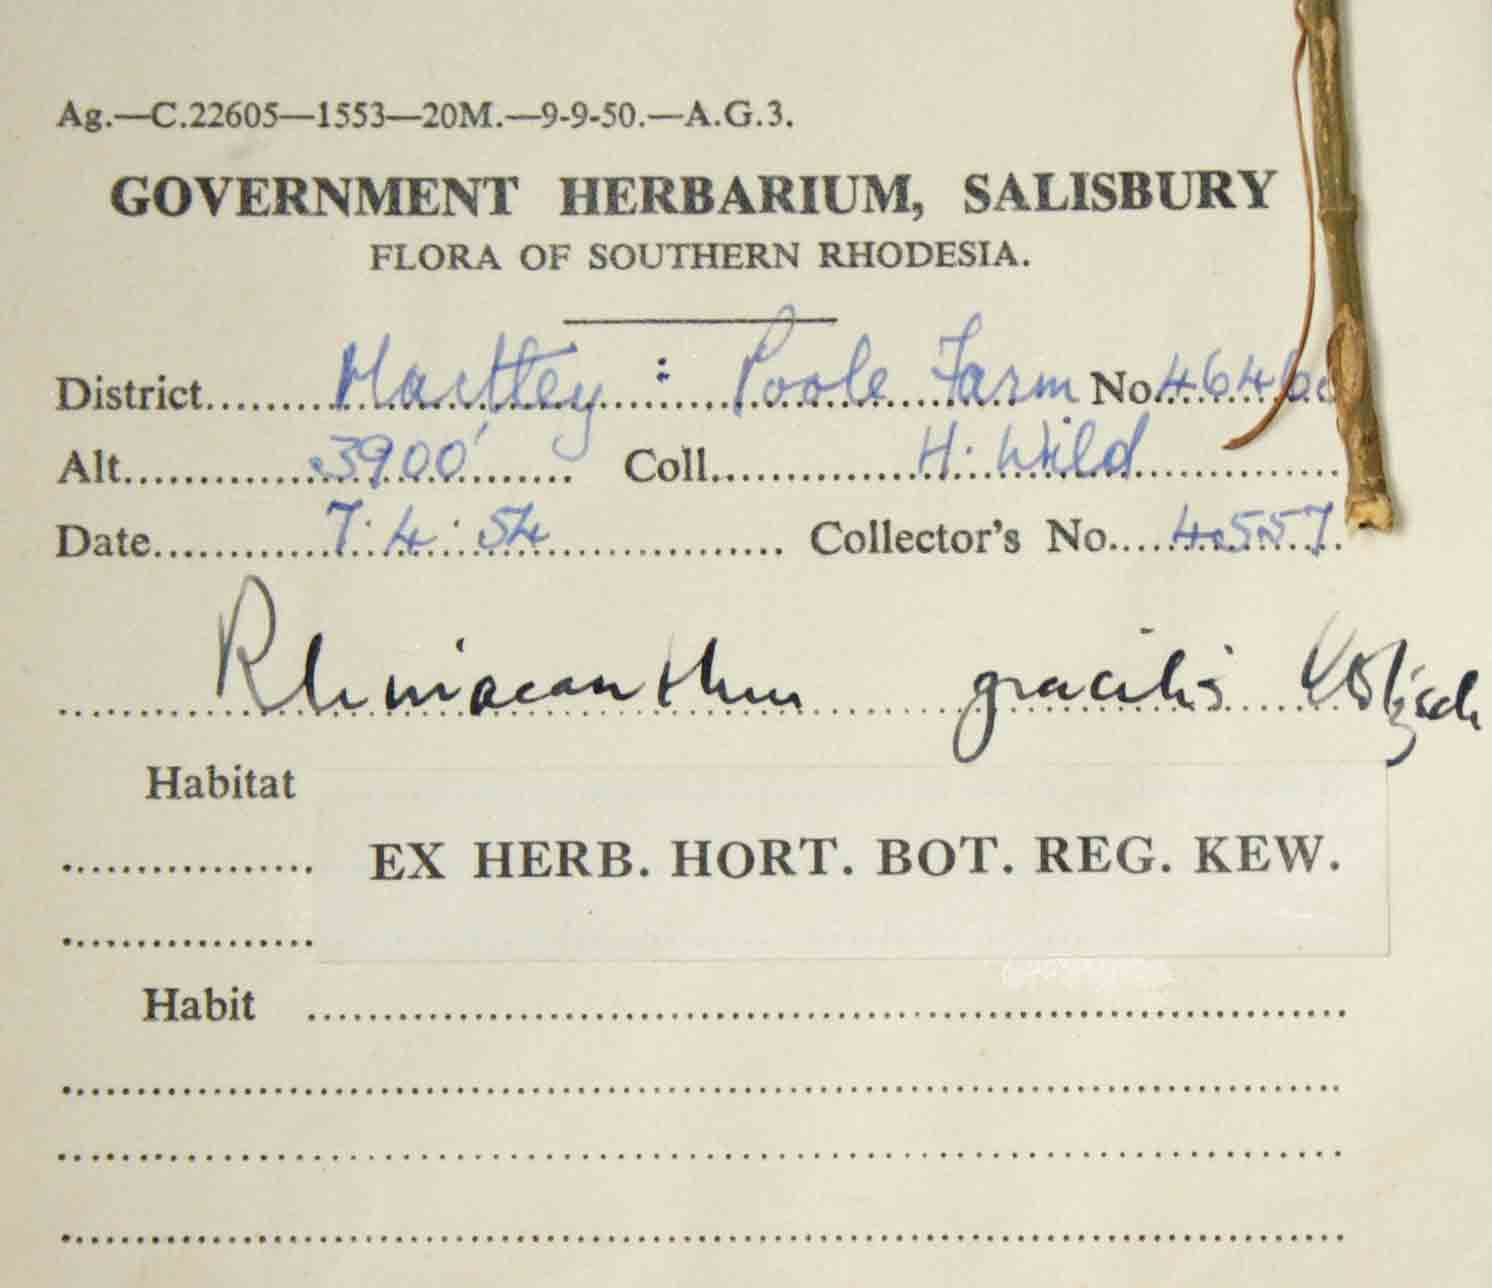 Ag.—C.22605—1553—20M.—9-9-50.—A.G.3.
GOVERNMENT HERBARIUM, SALISBURY
FLORA OF SOUTHERN RHODESIA.
District Hartley : Poole Farm No.
Alt. 3900' Coll. H. Wild
Date 7.4.54 Collector's No. 4557
gracilis Klotzsch
Habitat
EX HERB. HORT. BOT. REG. KEW.
Habit